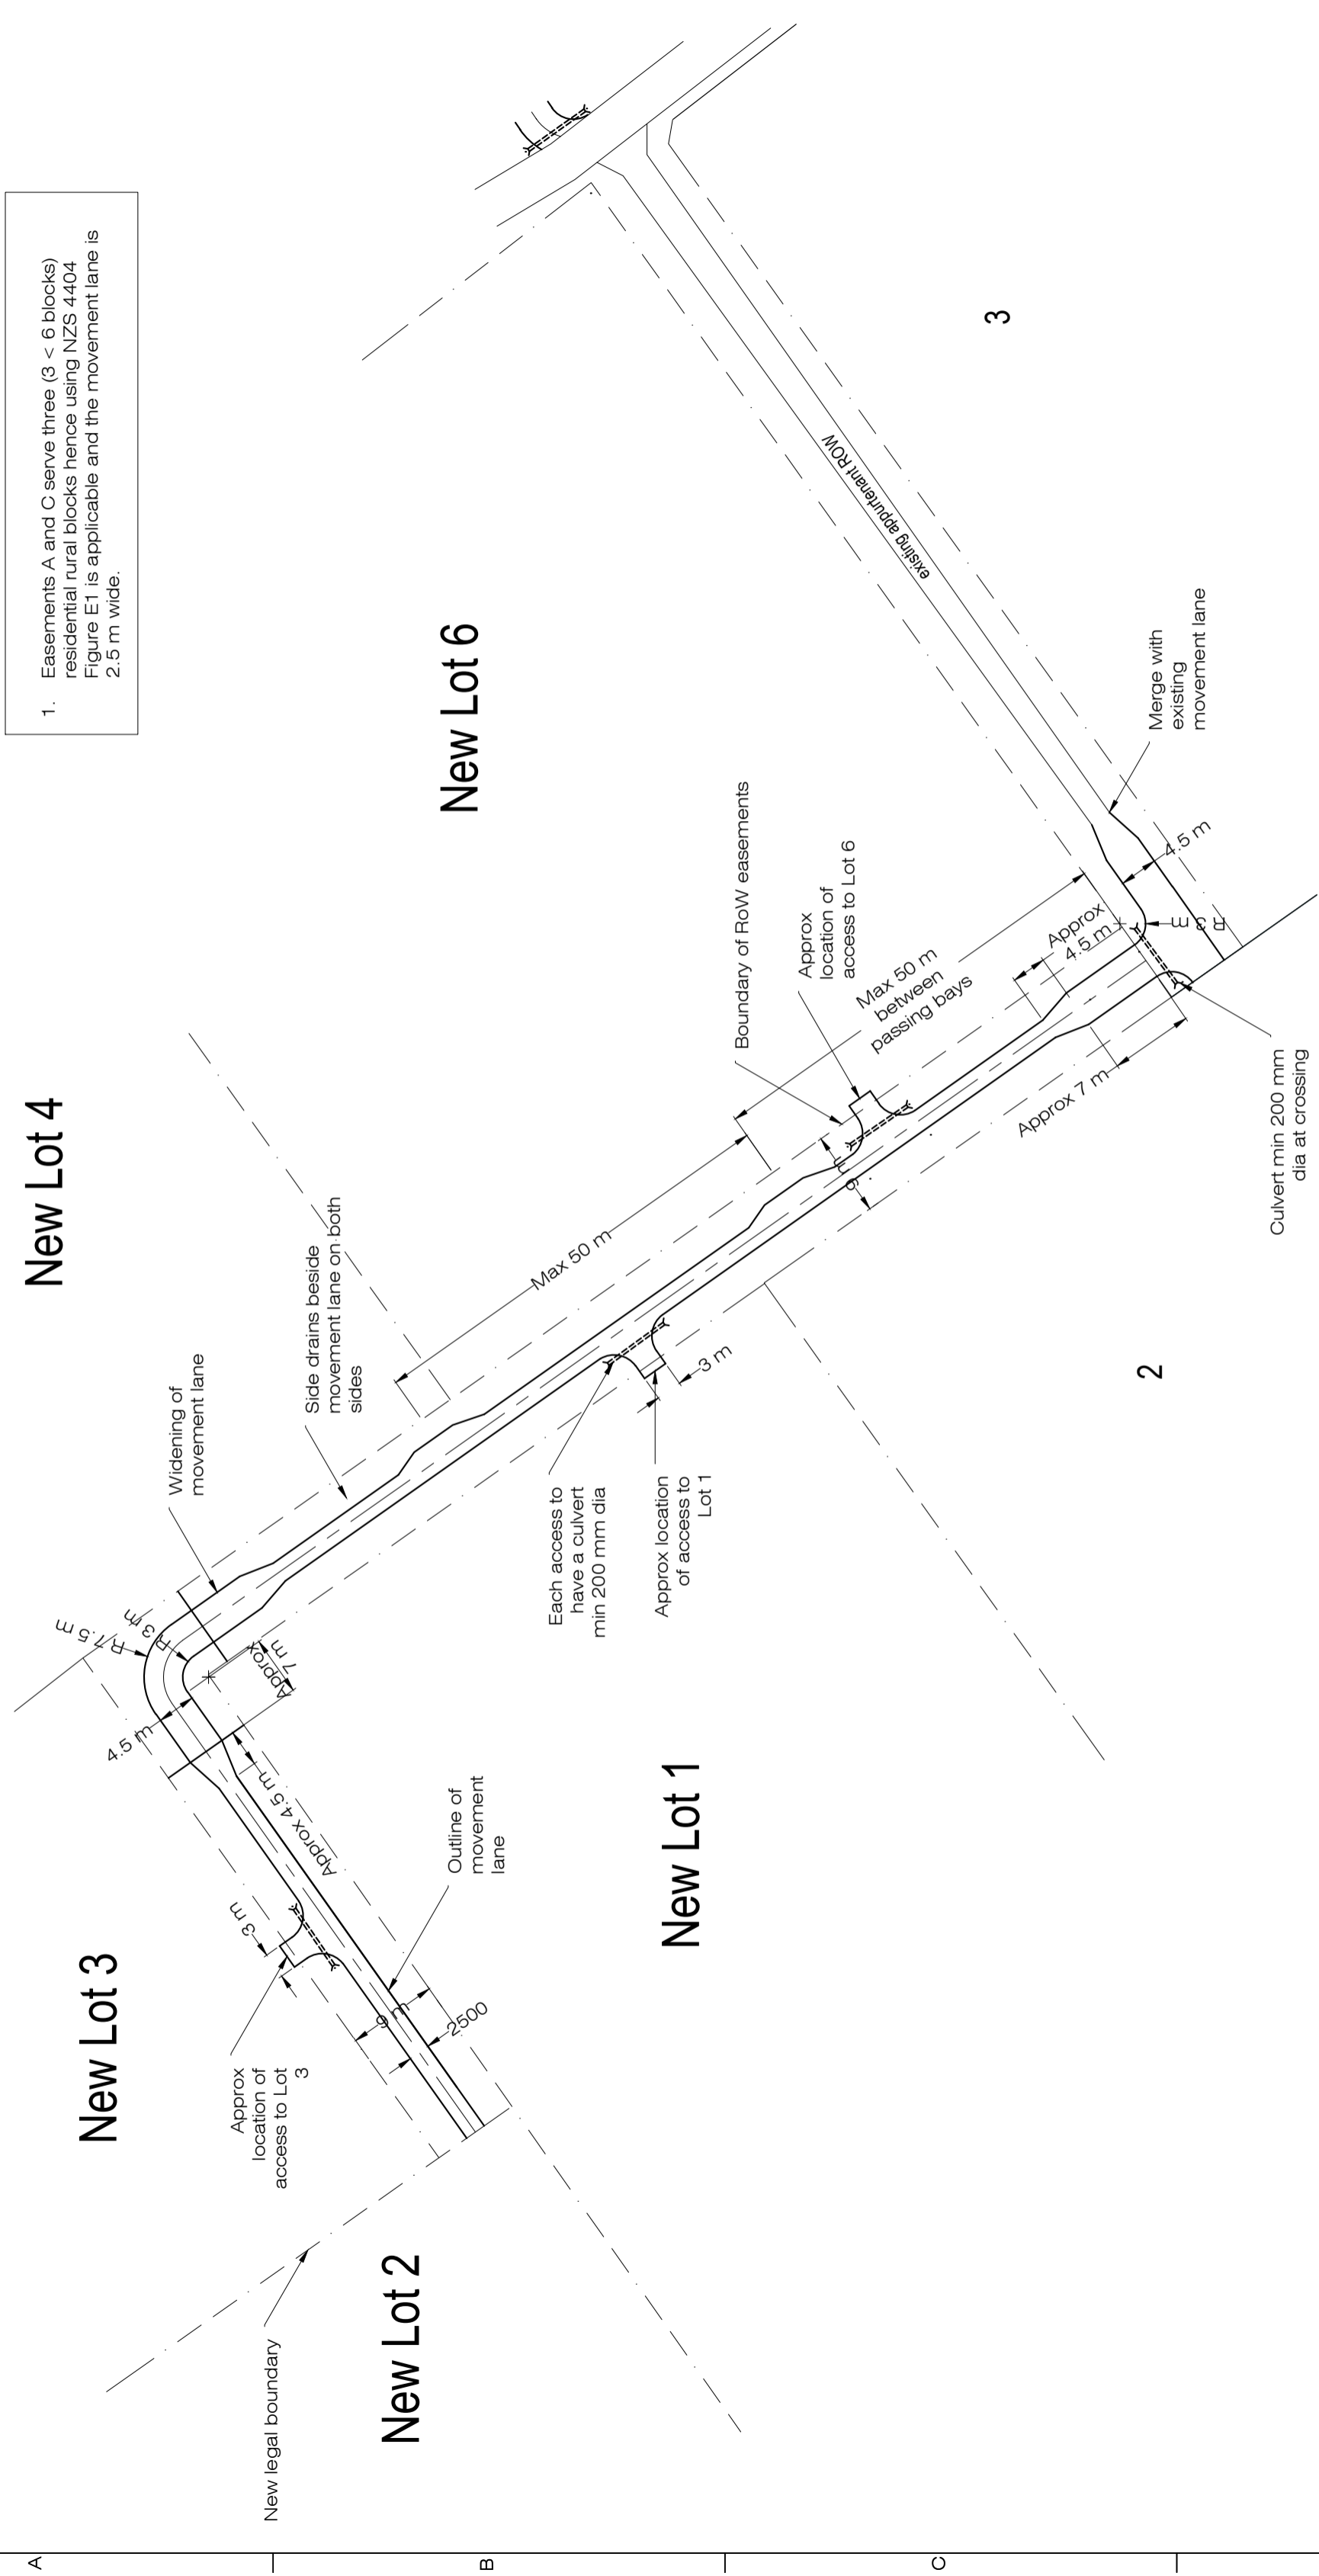 1. Easements A and C serve three (3 < 6 blocks)
residential rural blocks hence using NZS 4404
Figure E1 is applicable and the movement lane is
2.5 m wide.
New Lot 3
New Lot 4
New Lot 2
New Lot 1
New Lot 6
2
3
New legal boundary
Approx
location of
access to Lot
3
3 m
9 m
2500
Outline of
movement
lane
Approx 4.5 m
4.5 m
R 7.5 m
R 3 m
Approx
7 m
Widening of
movement lane
Side drains beside
movement lane on both
sides
Each access to
have a culvert
min 200 mm dia
Approx location
of access to
Lot 1
3 m
Max 50 m
Max 50 m
between
passing bays
Boundary of RoW easements
Approx
location of
access to Lot 6
Approx
4.5 m
Approx 7 m
R 3 m
4.5 m
Culvert min 200 mm
dia at crossing
Merge with
existing
movement lane
existing appurtenant ROW
A
B
C